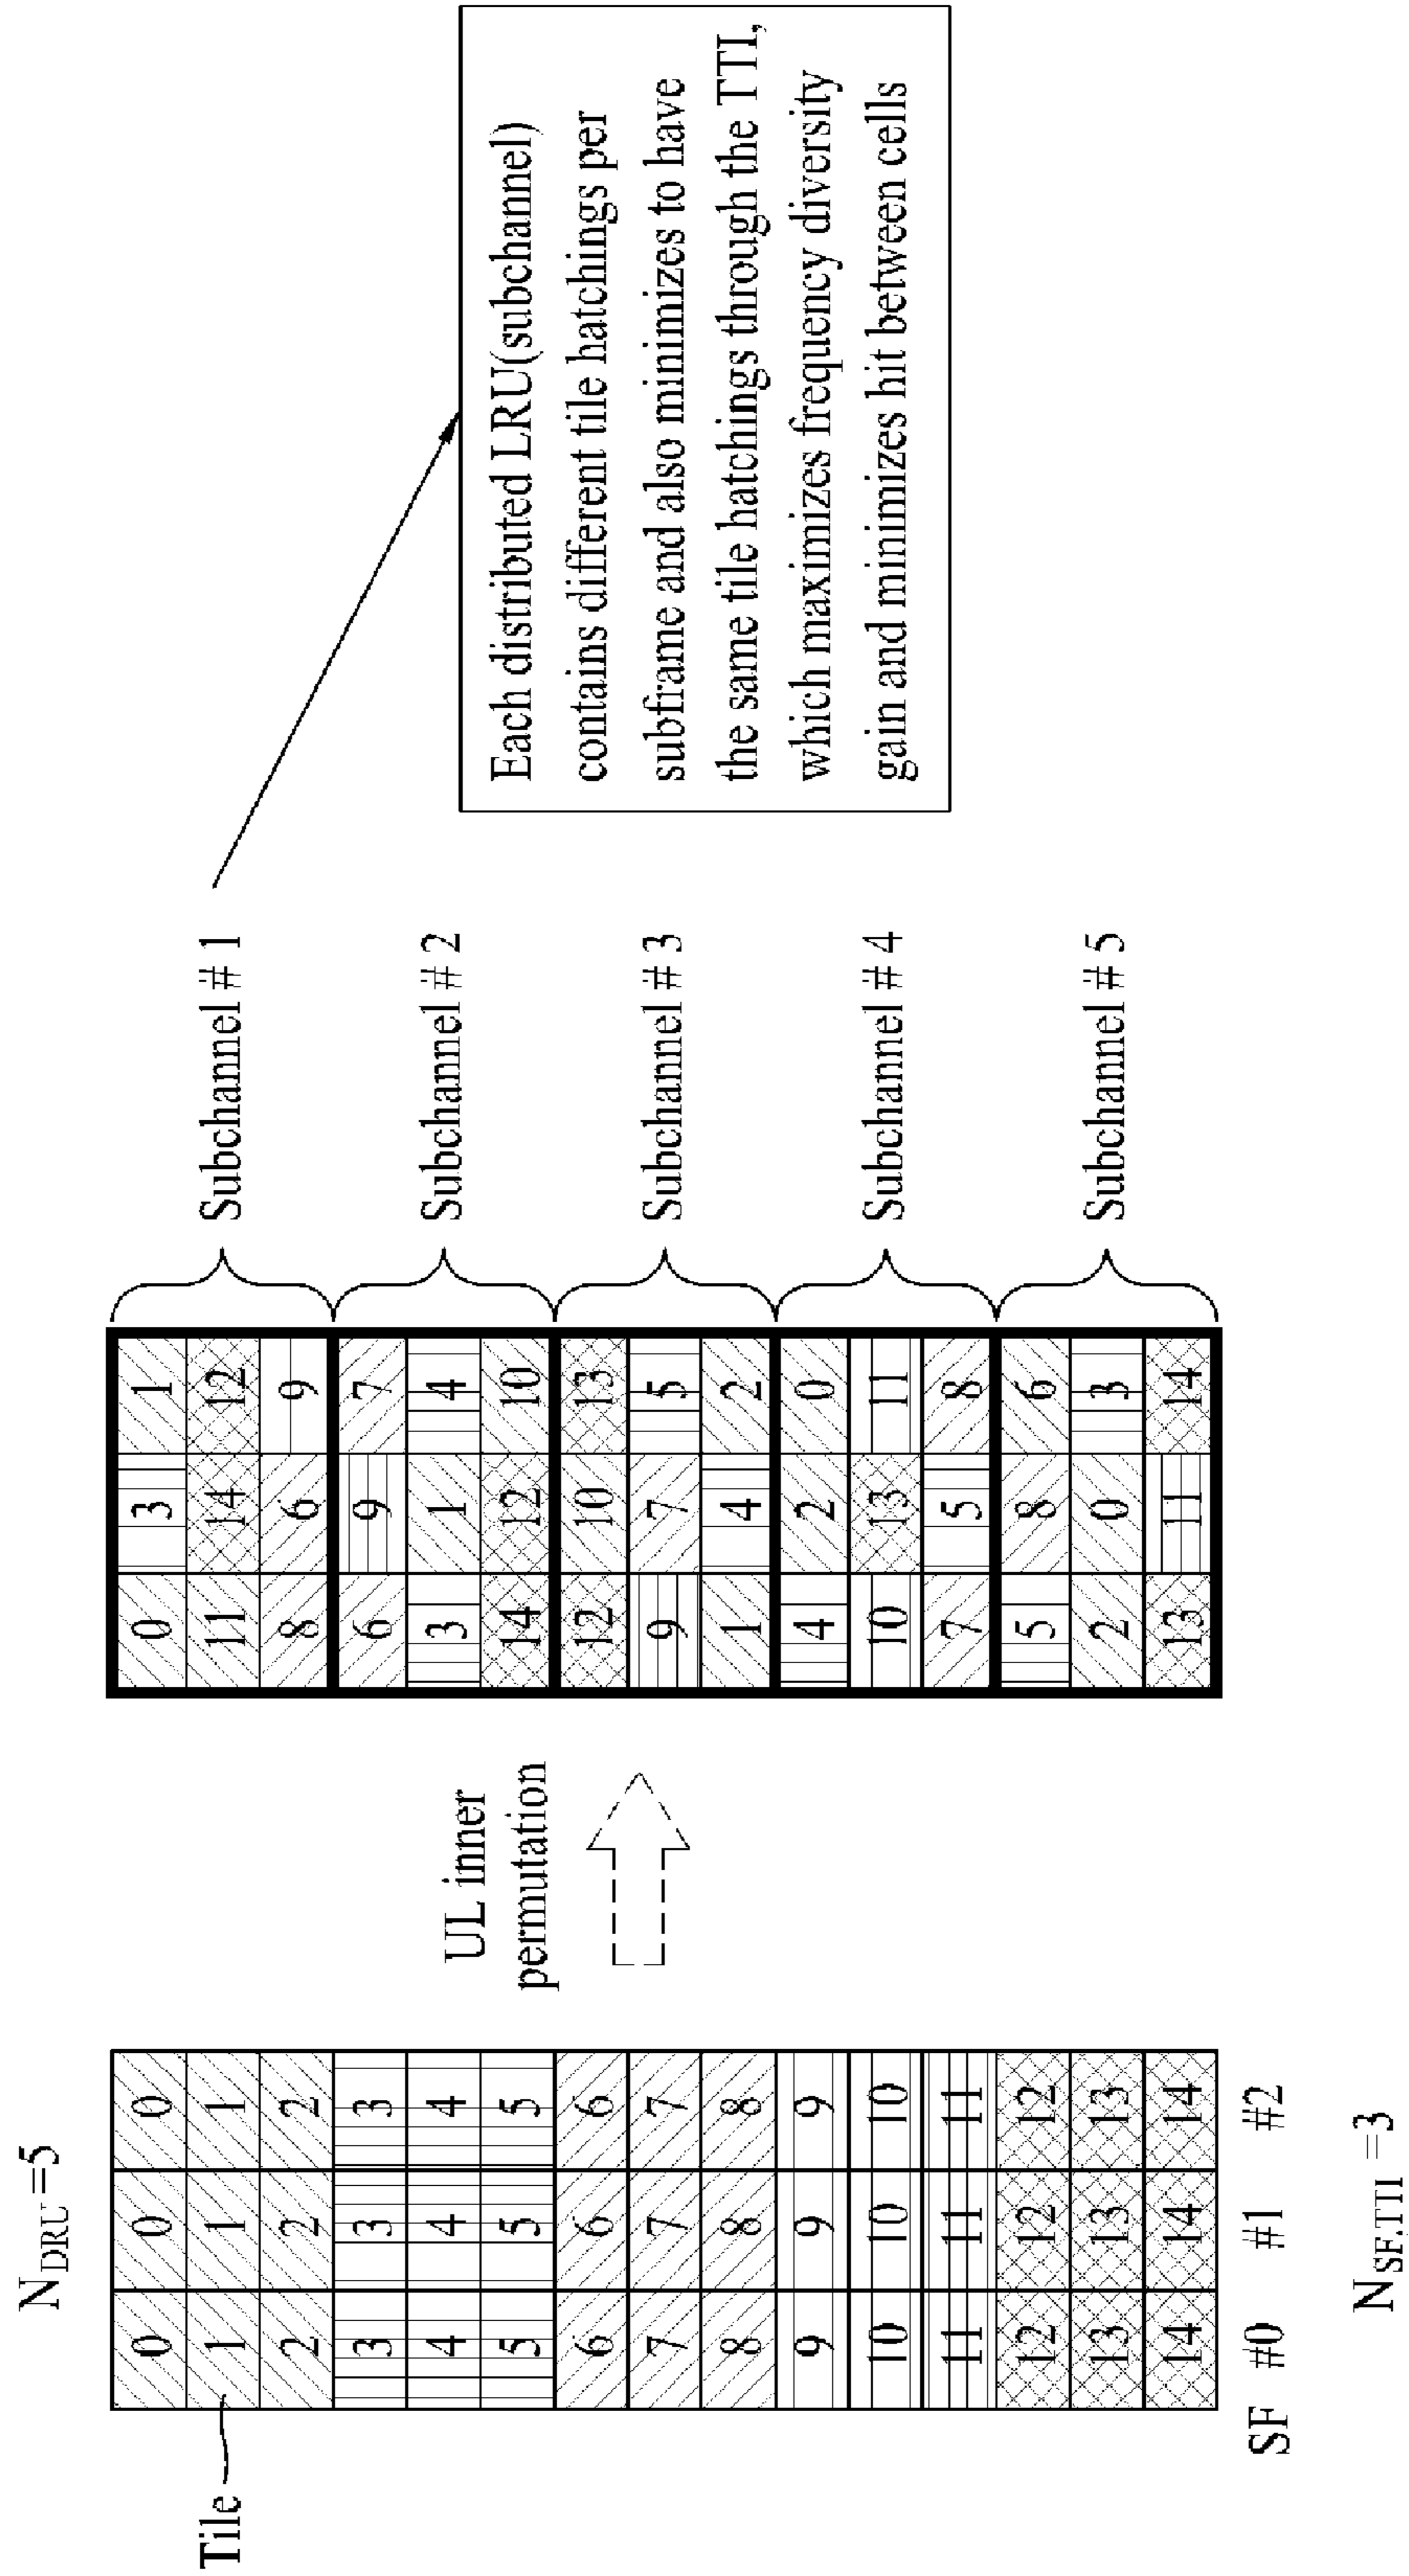 N_DRU=5
Tile
0 0 0
1 1 1
2 2 2
3 3 3
4 4 4
5 5 5
6 6 6
7 7 7
8 8 8
9 9 9
10 10 10
11 11 11
12 12 12
13 13 13
14 14 14
SF #0 #1 #2
N_SF.TTI=3
UL inner
permutation
0 3 1
11 14 12
8 6 9
6 9 7
3 1 4
14 12 10
12 10 13
9 7 5
1 4 2
4 2 0
10 13 11
7 5 8
5 8 6
2 0 3
13 11 14
Subchannel # 1
Subchannel # 2
Subchannel # 3
Subchannel # 4
Subchannel # 5
Each distributed LRU(subchannel)
contains different tile hatchings per
subframe and also minimizes to have
the same tile hatchings through the TTI,
which maximizes frequency diversity
gain and minimizes hit between cells